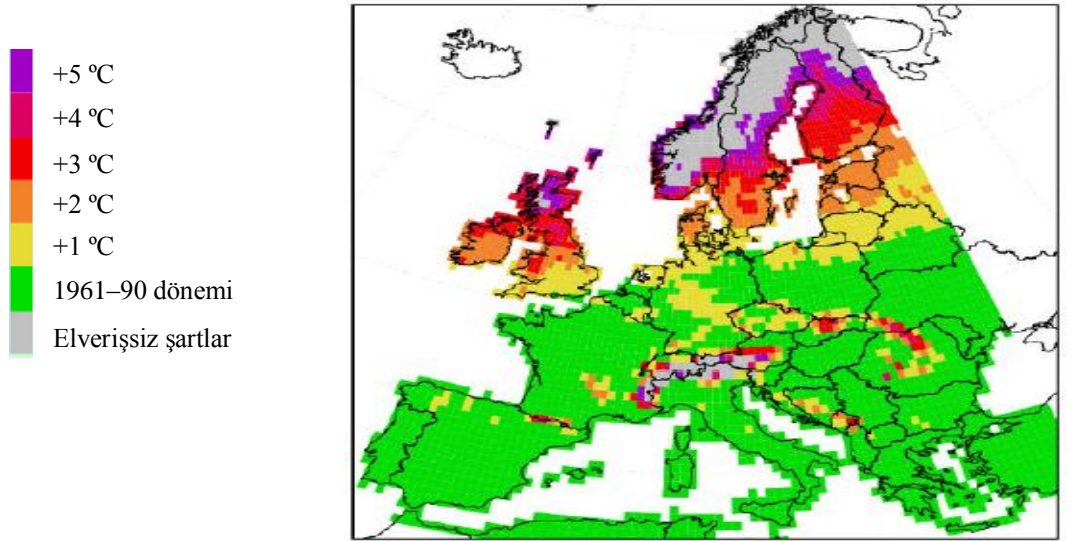 +5 ºC
+4 ºC
+3 ºC
+2 ºC
+1 ºC
1961–90 dönemi
Elverişsiz şartlar